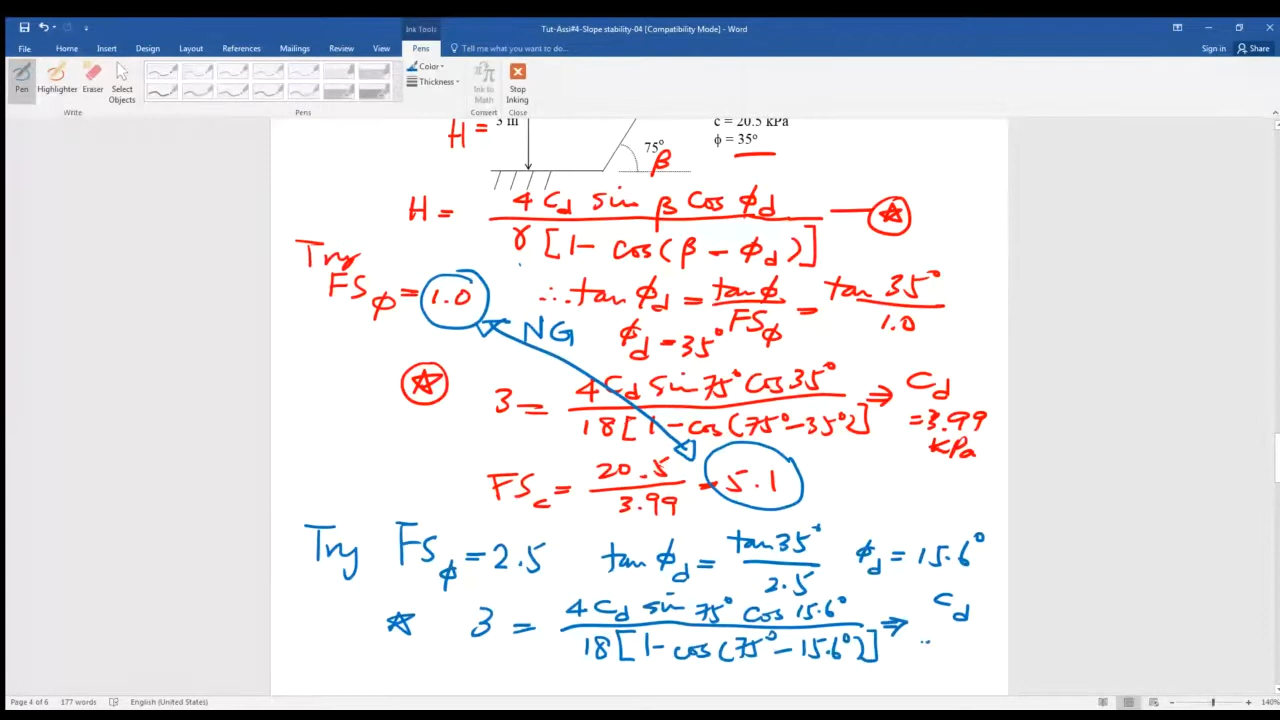 Ink Tools
Tut-Assi#4-Slope stability-04 [Compatibility Mode] - Word
File Home Insert Design Layout References Mailings Review View Pens Tell me what you want to do... Sign in Share
Pen Highlighter Eraser Select Objects
Color
Thickness
Ink to Math
Stop Inking
Write Pens Convert Close
H = 3 m
c = 20.5 kPa
75° β
ϕ = 35°
H = 4 Cd sin β Cos ϕd / γ [1 - cos(β - ϕd)] ☆
Try
FSϕ = 1.0 ∴ tan ϕd = tan ϕ / FSϕ = tan 35° / 1.0
NG
ϕd = 35°
☆ 3 = 4 Cd sin 75° Cos 35° / 18 [1 - cos(75° - 35°)] ⇒ Cd = 3.99 kPa
FSc = 20.5 / 3.99 = 5.1
Try FSϕ = 2.5 tan ϕd = tan 35° / 2.5 ϕd = 15.6°
☆ 3 = 4 Cd sin 75° cos 15.6° / 18 [1 - cos(75° - 15.6°)] ⇒ Cd
Page 4 of 6 177 words English (United States) 140%